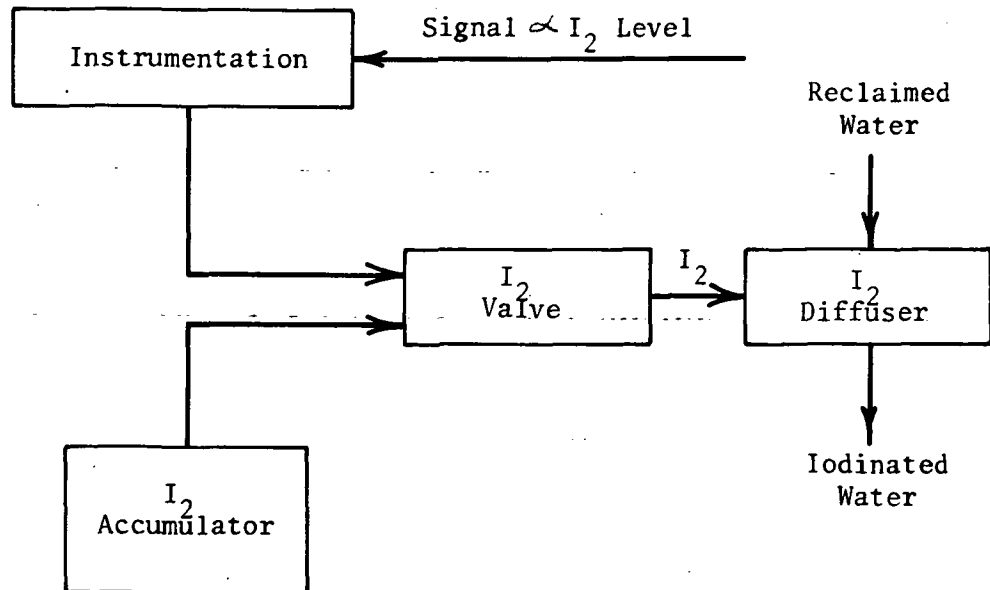 Signal ∝ I₂ Level
Instrumentation
Reclaimed
Water
I₂
Valve
I₂
I₂
Diffuser
I₂
Accumulator
Iodinated
Water